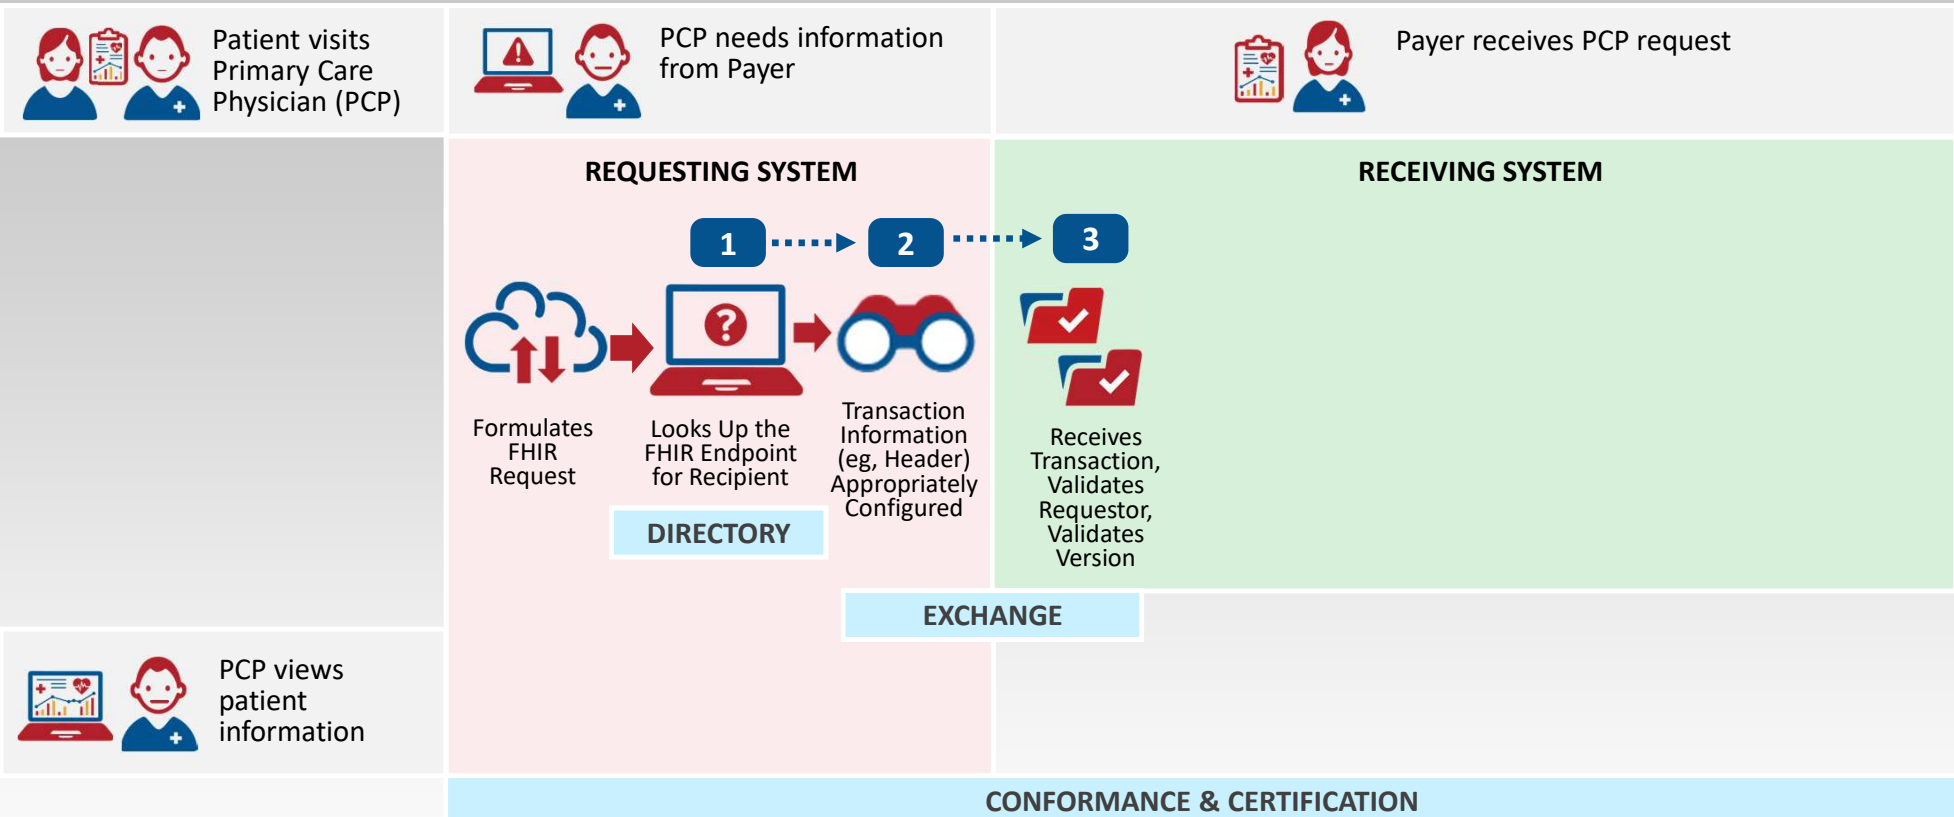 Patient visits
Primary Care
Physician (PCP)
PCP needs information
from Payer
Payer receives PCP request
REQUESTING SYSTEM
RECEIVING SYSTEM
1
2
3
Formulates
FHIR
Request
Looks Up the
FHIR Endpoint
for Recipient
Transaction
Information
(eg, Header)
Appropriately
Configured
Receives
Transaction,
Validates
Requestor,
Validates
Version
DIRECTORY
EXCHANGE
PCP views
patient
information
CONFORMANCE & CERTIFICATION